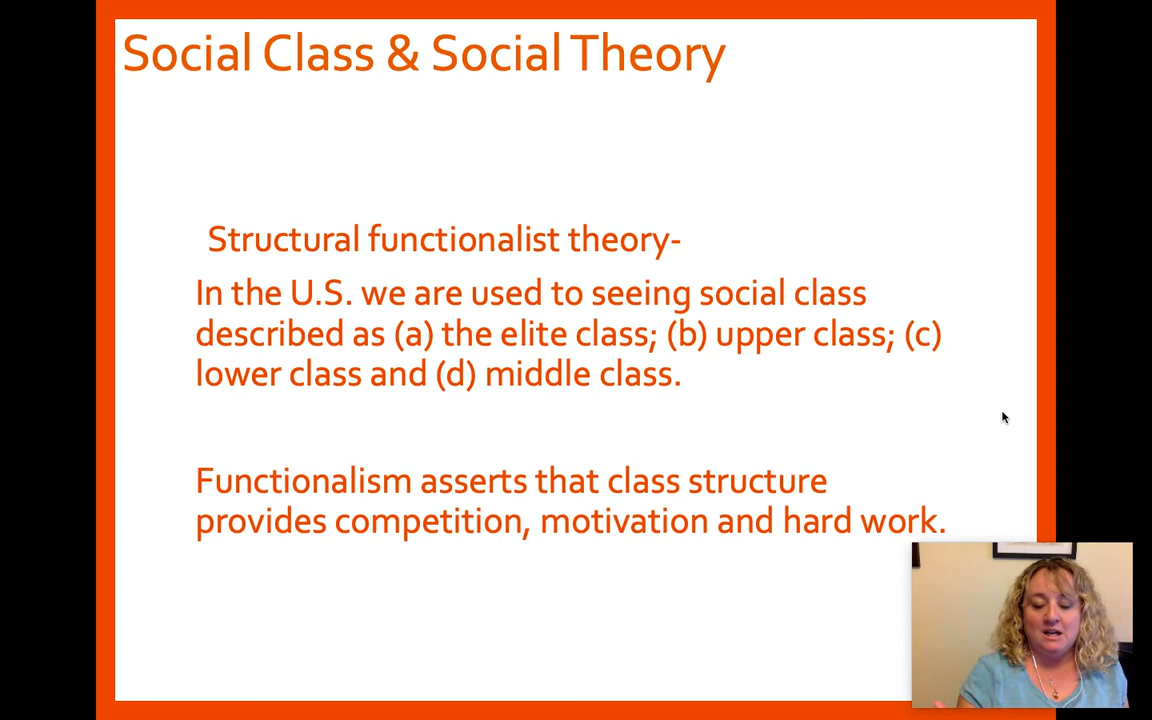 Social Class & Social Theory
Structural functionalist theory-
In the U.S. we are used to seeing social class
described as (a) the elite class; (b) upper class; (c)
lower class and (d) middle class.
Functionalism asserts that class structure
provides competition, motivation and hard work.